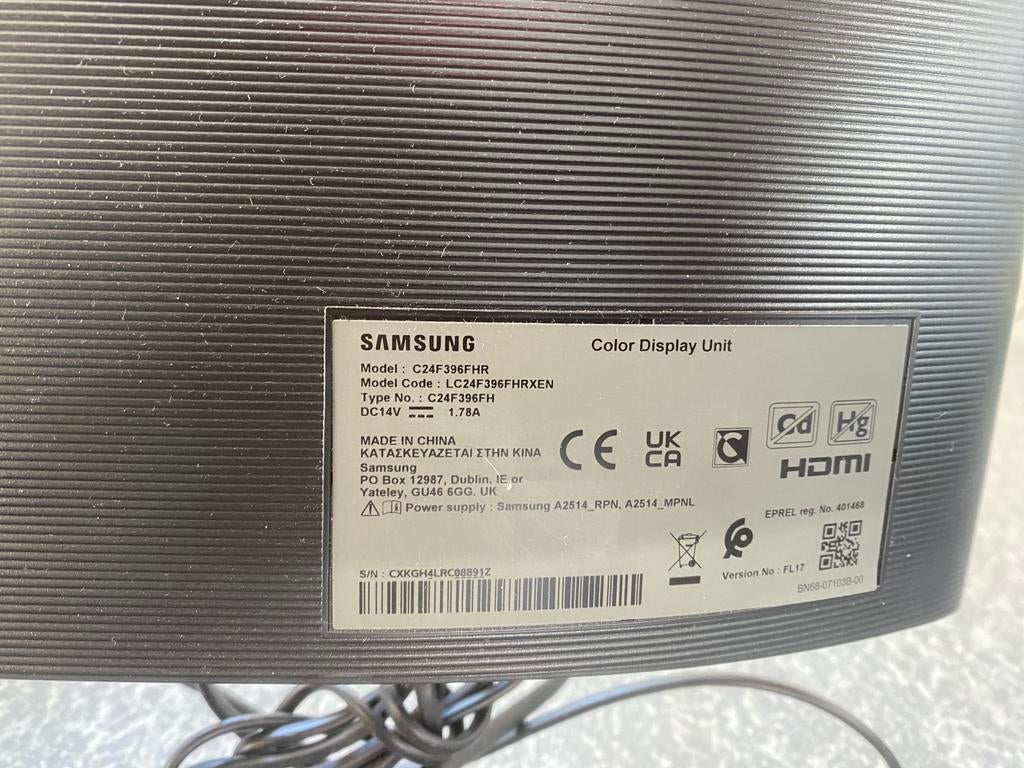 SAMSUNG
Color Display Unit
Model : C24F396FHR
Model Code : LC24F396FHRXEN
Type No. : C24F396FH
DC14V 1.78A
MADE IN CHINA
ΚΑΤΑΣΚΕΥΑΖΕΤΑΙ ΣΤΗΝ ΚΙΝΑ
Samsung
PO Box 12987, Dublin. IE or
Yateley, GU46 6GG. UK
Power supply : Samsung A2514_RPN, A2514_MPNL
CE
UK
CA
Cd
Hg
HDMI
EPREL reg. No. 401468
Version No : FL17
BN68-07103B-00
S/N : CXKGH4LRC08891Z